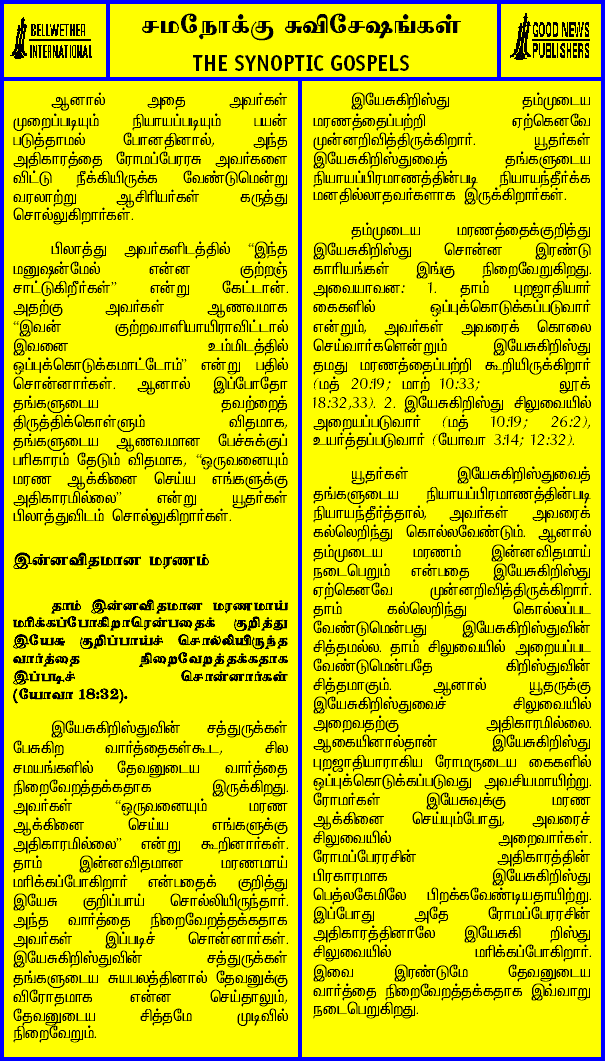 BELLWETHER
INTERNATIONAL
சமநோக்கு சுவிசேஷங்கள்
THE SYNOPTIC GOSPELS
GOOD NEWS
PUBLISHERS
ஆனால் அதை அவர்கள்
முறைப்படியும் நியாயப்படியும் பயன்
படுத்தாமல் போனதினால், அந்த
அதிகாரத்தை ரோமப்பேரரசு அவர்களை
விட்டு நீக்கியிருக்க வேண்டுமென்று
வரலாற்று ஆசிரியர்கள் கருத்து
சொல்லுகிறார்கள்.
பிலாத்து அவர்களிடத்தில் “இந்த
மனுஷன்மேல் என்ன குற்றஞ்
சாட்டுகிறீர்கள்” என்று கேட்டான்.
அதற்கு அவர்கள் ஆணவமாக
“இவன் குற்றவாளியாயிராவிட்டால்
இவனை உம்மிடத்தில்
ஒப்புக்கொடுக்கமாட்டோம்” என்று பதில்
சொன்னார்கள். ஆனால் இப்போதோ
தங்களுடைய தவற்றைத்
திருத்திக்கொள்ளும் விதமாக,
தங்களுடைய ஆணவமான பேச்சுக்குப்
பரிகாரம் தேடும் விதமாக, “ஒருவனையும்
மரண ஆக்கினை செய்ய எங்களுக்கு
அதிகாரமில்லை” என்று யூதர்கள்
பிலாத்துவிடம் சொல்லுகிறார்கள்.
இன்னவிதமான மரணம்
தாம் இன்னவிதமான மரணமாய்
மரிக்கப்போகிறாரென்பதைக் குறித்து
இயேசு குறிப்பாய்ச் சொல்லியிருந்த
வார்த்தை நிறைவேறத்தக்கதாக
இப்படிச் சொன்னார்கள்
(யோவா 18:32).
இயேசுகிறிஸ்துவின் சத்துருக்கள்
பேசுகிற வார்த்தைகள்கூட, சில
சமயங்களில் தேவனுடைய வார்த்தை
நிறைவேறத்தக்கதாக இருக்கிறது.
அவர்கள் “ஒருவனையும் மரண
ஆக்கினை செய்ய எங்களுக்கு
அதிகாரமில்லை” என்று கூறினார்கள்.
தாம் இன்னவிதமான மரணமாய்
மரிக்கப்போகிறார் என்பதைக் குறித்து
இயேசு குறிப்பாய் சொல்லியிருந்தார்.
அந்த வார்த்தை நிறைவேறத்தக்கதாக
அவர்கள் இப்படிச் சொன்னார்கள்.
இயேசுகிறிஸ்துவின் சத்துருக்கள்
தங்களுடைய சுயபலத்தினால் தேவனுக்கு
விரோதமாக என்ன செய்தாலும்,
தேவனுடைய சித்தமே முடிவில்
நிறைவேறும்.
இயேசுகிறிஸ்து தம்முடைய
மரணத்தைப்பற்றி ஏற்கெனவே
முன்னறிவித்திருக்கிறார். யூதர்கள்
இயேசுகிறிஸ்துவைத் தங்களுடைய
நியாயப்பிரமாணத்தின்படி நியாயந்தீர்க்க
மனதில்லாதவர்களாக இருக்கிறார்கள்.
தம்முடைய மரணத்தைக்குறித்து
இயேசுகிறிஸ்து சொன்ன இரண்டு
காரியங்கள் இங்கு நிறைவேறுகிறது.
அவையாவன: 1. தாம் புறஜாதியார்
கைகளில் ஒப்புக்கொடுக்கப்படுவார்
என்றும், அவர்கள் அவரைக் கொலை
செய்வார்களென்றும் இயேசுகிறிஸ்து
தமது மரணத்தைப்பற்றி கூறியிருக்கிறார்
(மத் 20:19; மாற் 10:33; லூக்
18:32,33). 2. இயேசுகிறிஸ்து சிலுவையில்
அறையப்படுவார் (மத் 10:19; 26:2),
உயர்த்தப்படுவார் (யோவா 3:14; 12:32).
யூதர்கள் இயேசுகிறிஸ்துவைத்
தங்களுடைய நியாயப்பிரமாணத்தின்படி
நியாயந்தீர்த்தால், அவர்கள் அவரைக்
கல்லெறிந்து கொல்லவேண்டும். ஆனால்
தம்முடைய மரணம் இன்னவிதமாய்
நடைபெறும் என்பதை இயேசுகிறிஸ்து
ஏற்கெனவே முன்னறிவித்திருக்கிறார்.
தாம் கல்லெறிந்து கொல்லப்பட
வேண்டுமென்பது இயேசுகிறிஸ்துவின்
சித்தமல்ல. தாம் சிலுவையில் அறையப்பட
வேண்டுமென்பதே கிறிஸ்துவின்
சித்தமாகும். ஆனால் யூதருக்கு
இயேசுகிறிஸ்துவைச் சிலுவையில்
அறைவதற்கு அதிகாரமில்லை.
ஆகையினால்தான் இயேசுகிறிஸ்து
புறஜாதியாராகிய ரோமருடைய கைகளில்
ஒப்புக்கொடுக்கப்படுவது அவசியமாயிற்று.
ரோமர்கள் இயேசுவுக்கு மரண
ஆக்கினை செய்யும்போது, அவரைச்
சிலுவையில் அறைவார்கள்.
ரோமப்பேரரசின் அதிகாரத்தின்
பிரகாரமாக இயேசுகிறிஸ்து
பெத்லகேமிலே பிறக்கவேண்டியதாயிற்று.
இப்போது அதே ரோமப்பேரரசின்
அதிகாரத்தினாலே இயேசுகி றிஸ்து
சிலுவையில் மரிக்கப்போகிறார்.
இவை இரண்டுமே தேவனுடைய
வார்த்தை நிறைவேறத்தக்கதாக இவ்வாறு
நடைபெறுகிறது.